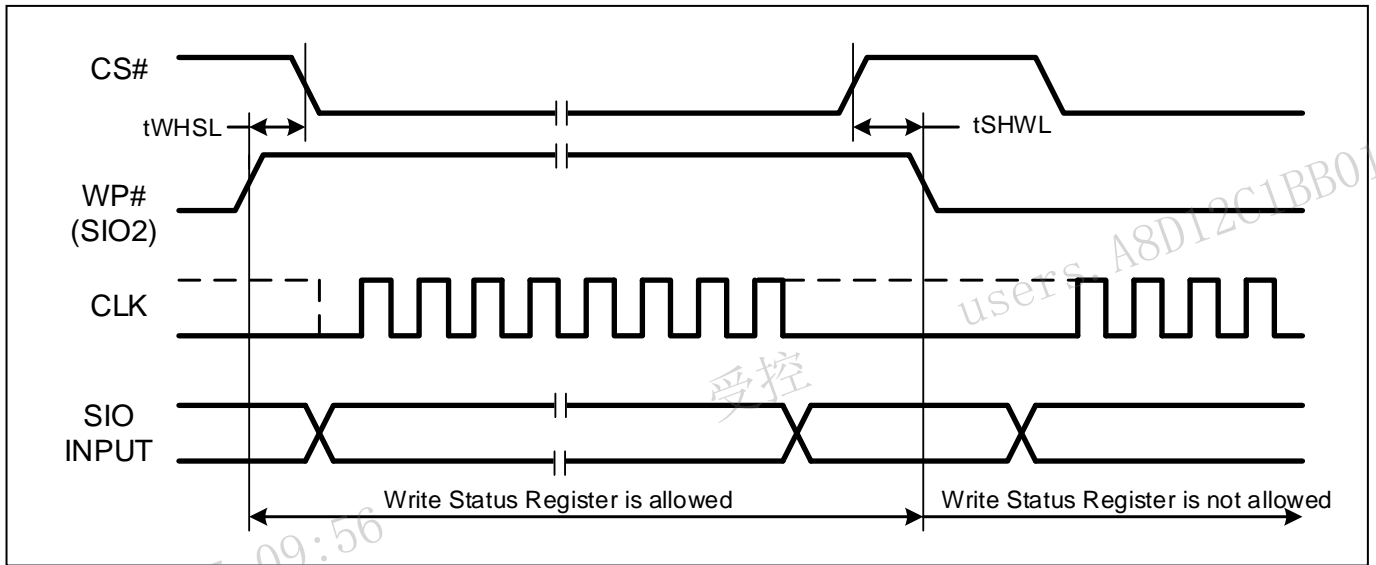 CS#
tWHSL
tSHWL
WP#
(SIO2)
users. A8D12C1BB01
CLK
受控
SIO
INPUT
Write Status Register is allowed
Write Status Register is not allowed
09:56